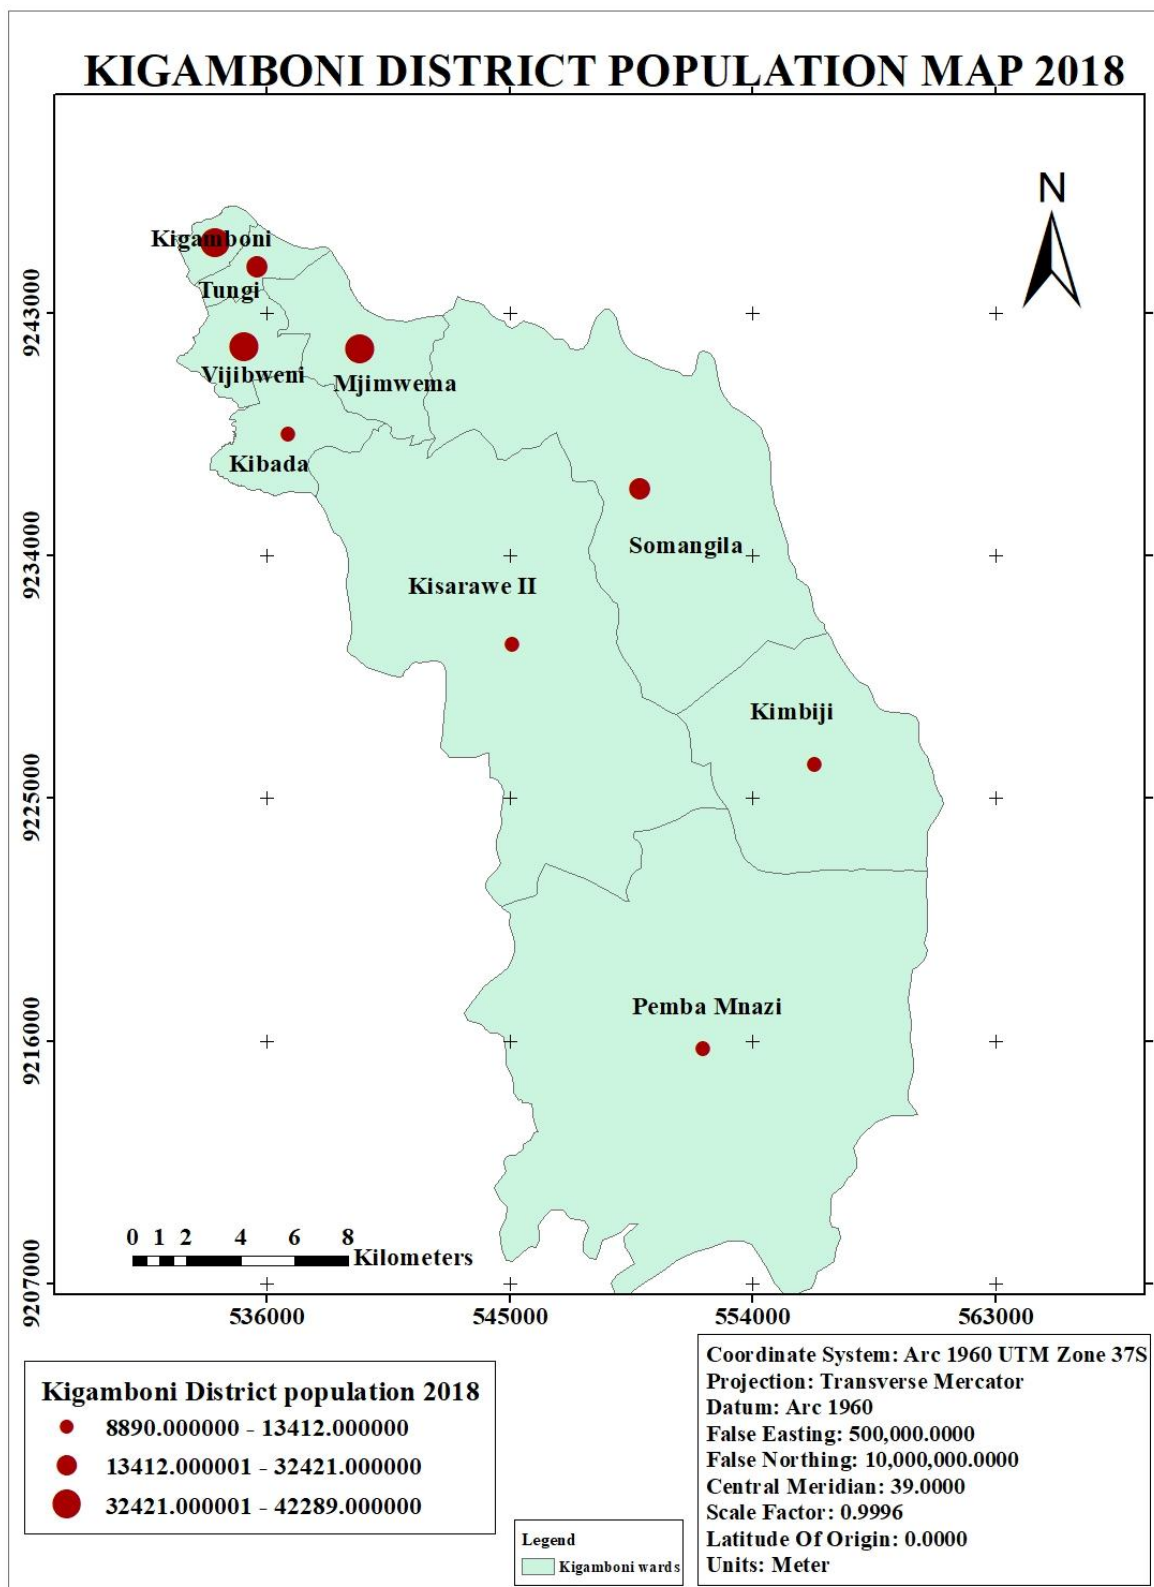 KIGAMBONI DISTRICT POPULATION MAP 2018
N
Kigamboni
Tungi
9243000
Vijibweni
Mjimwema
Kibada
Somangila
9234000
Kisarawe II
Kimbiji
9225000
Pemba Mnazi
9216000
0 1 2 4 6 8
Kilometers
9207000
536000 545000 554000 563000
Kigamboni District population 2018
8890.000000 - 13412.000000
13412.000001 - 32421.000000
32421.000001 - 42289.000000
Legend
Kigamboni wards
Coordinate System: Arc 1960 UTM Zone 37S
Projection: Transverse Mercator
Datum: Arc 1960
False Easting: 500,000.0000
False Northing: 10,000,000.0000
Central Meridian: 39.0000
Scale Factor: 0.9996
Latitude Of Origin: 0.0000
Units: Meter